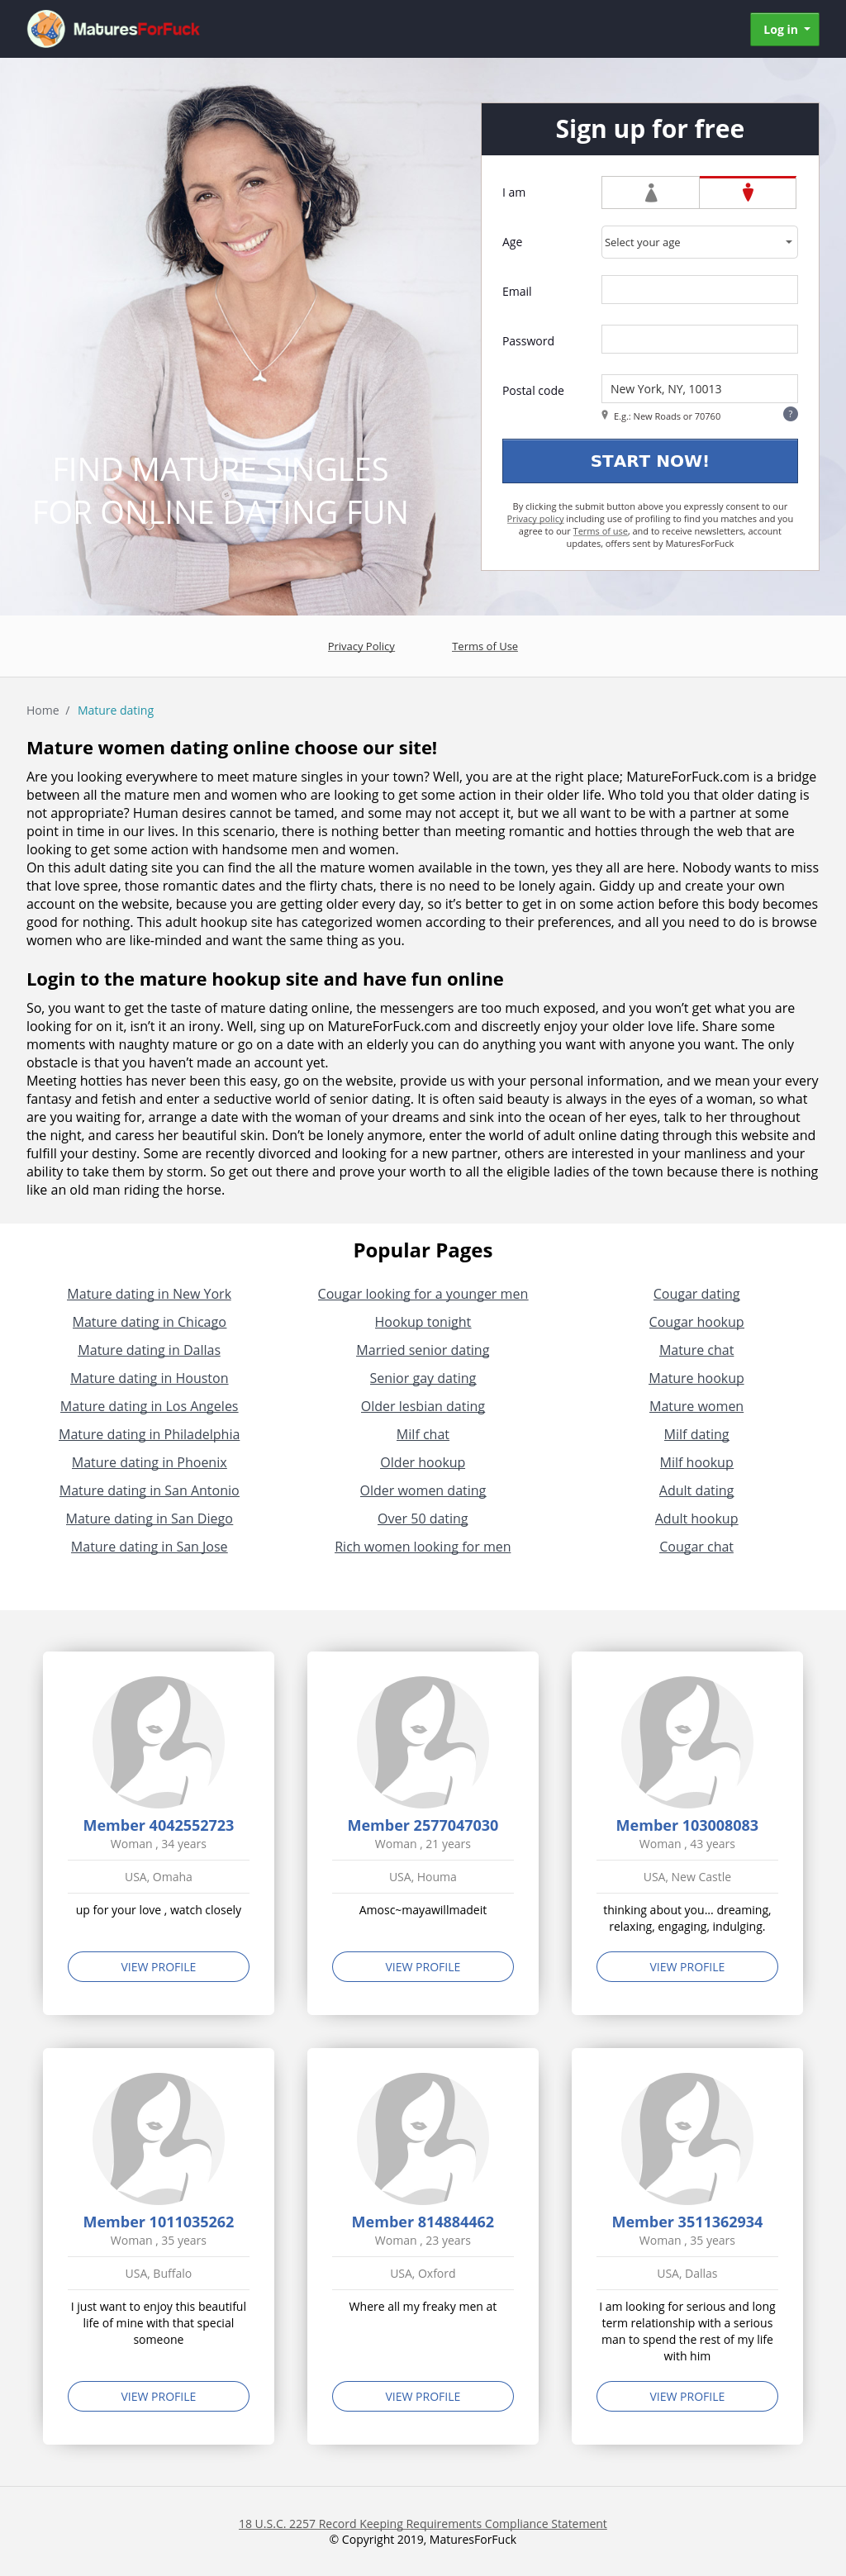 MaturesForFuck
Log in
Sign up for free
I am
Age
Select your age
Email
Password
Postal code
New York, NY, 10013
E.g.: New Roads or 70760
?
START NOW!
By clicking the submit button above you expressly consent to our
Privacy policy including use of profiling to find you matches and you
agree to our Terms of use, and to receive newsletters, account
updates, offers sent by MaturesForFuck
FIND MATURE SINGLES
FOR ONLINE DATING FUN
Privacy Policy
Terms of Use
Home / Mature dating
Mature women dating online choose our site!
Are you looking everywhere to meet mature singles in your town? Well, you are at the right place; MatureForFuck.com is a bridge
between all the mature men and women who are looking to get some action in their older life. Who told you that older dating is
not appropriate? Human desires cannot be tamed, and some may not accept it, but we all want to be with a partner at some
point in time in our lives. In this scenario, there is nothing better than meeting romantic and hotties through the web that are
looking to get some action with handsome men and women.
On this adult dating site you can find the all the mature women available in the town, yes they all are here. Nobody wants to miss
that love spree, those romantic dates and the flirty chats, there is no need to be lonely again. Giddy up and create your own
account on the website, because you are getting older every day, so it's better to get in on some action before this body becomes
good for nothing. This adult hookup site has categorized women according to their preferences, and all you need to do is browse
women who are like-minded and want the same thing as you.
Login to the mature hookup site and have fun online
So, you want to get the taste of mature dating online, the messengers are too much exposed, and you won't get what you are
looking for on it, isn't it an irony. Well, sing up on MatureForFuck.com and discreetly enjoy your older love life. Share some
moments with naughty mature or go on a date with an elderly you can do anything you want with anyone you want. The only
obstacle is that you haven't made an account yet.
Meeting hotties has never been this easy, go on the website, provide us with your personal information, and we mean your every
fantasy and fetish and enter a seductive world of senior dating. It is often said beauty is always in the eyes of a woman, so what
are you waiting for, arrange a date with the woman of your dreams and sink into the ocean of her eyes, talk to her throughout
the night, and caress her beautiful skin. Don't be lonely anymore, enter the world of adult online dating through this website and
fulfill your destiny. Some are recently divorced and looking for a new partner, others are interested in your manliness and your
ability to take them by storm. So get out there and prove your worth to all the eligible ladies of the town because there is nothing
like an old man riding the horse.
Popular Pages
Mature dating in New York
Mature dating in Chicago
Mature dating in Dallas
Mature dating in Houston
Mature dating in Los Angeles
Mature dating in Philadelphia
Mature dating in Phoenix
Mature dating in San Antonio
Mature dating in San Diego
Mature dating in San Jose
Cougar looking for a younger men
Hookup tonight
Married senior dating
Senior gay dating
Older lesbian dating
Milf chat
Older hookup
Older women dating
Over 50 dating
Rich women looking for men
Cougar dating
Cougar hookup
Mature chat
Mature hookup
Mature women
Milf dating
Milf hookup
Adult dating
Adult hookup
Cougar chat
Member 4042552723
Woman , 34 years
USA, Omaha
up for your love , watch closely
VIEW PROFILE
Member 2577047030
Woman , 21 years
USA, Houma
Amosc~mayawillmadeit
VIEW PROFILE
Member 103008083
Woman , 43 years
USA, New Castle
thinking about you... dreaming,
relaxing, engaging, indulging.
VIEW PROFILE
Member 1011035262
Woman , 35 years
USA, Buffalo
I just want to enjoy this beautiful
life of mine with that special
someone
VIEW PROFILE
Member 814884462
Woman , 23 years
USA, Oxford
Where all my freaky men at
VIEW PROFILE
Member 3511362934
Woman , 35 years
USA, Dallas
I am looking for serious and long
term relationship with a serious
man to spend the rest of my life
with him
VIEW PROFILE
18 U.S.C. 2257 Record Keeping Requirements Compliance Statement
© Copyright 2019, MaturesForFuck